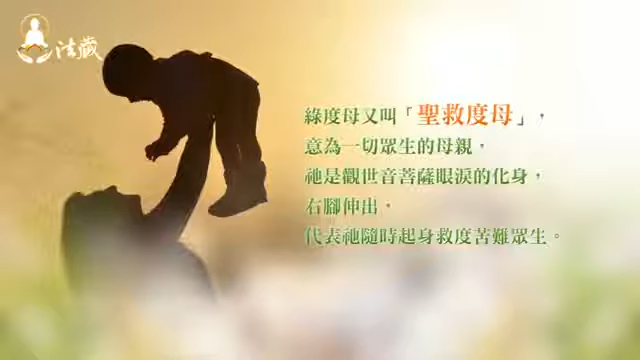 法藏
綠度母又叫「聖救度母」，
意為一切眾生的母親，
祂是觀世音菩薩眼淚的化身，
右腳伸出，
代表祂隨時起身救度苦難眾生。